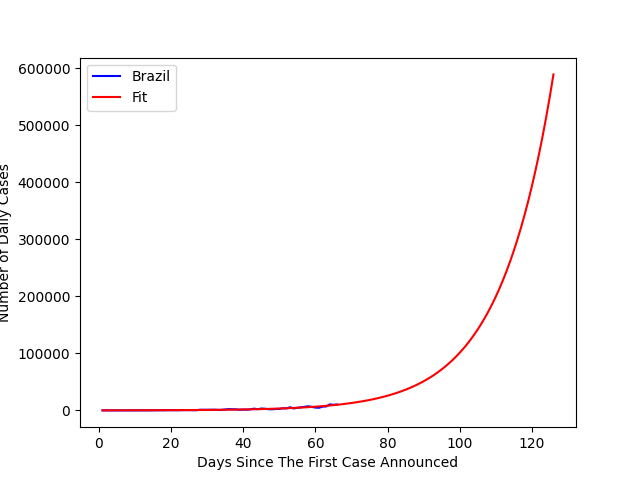 Brazil
Fit
600000
500000
400000
300000
200000
100000
0
Number of Daily Cases
0 20 40 60 80 100 120
Days Since The First Case Announced